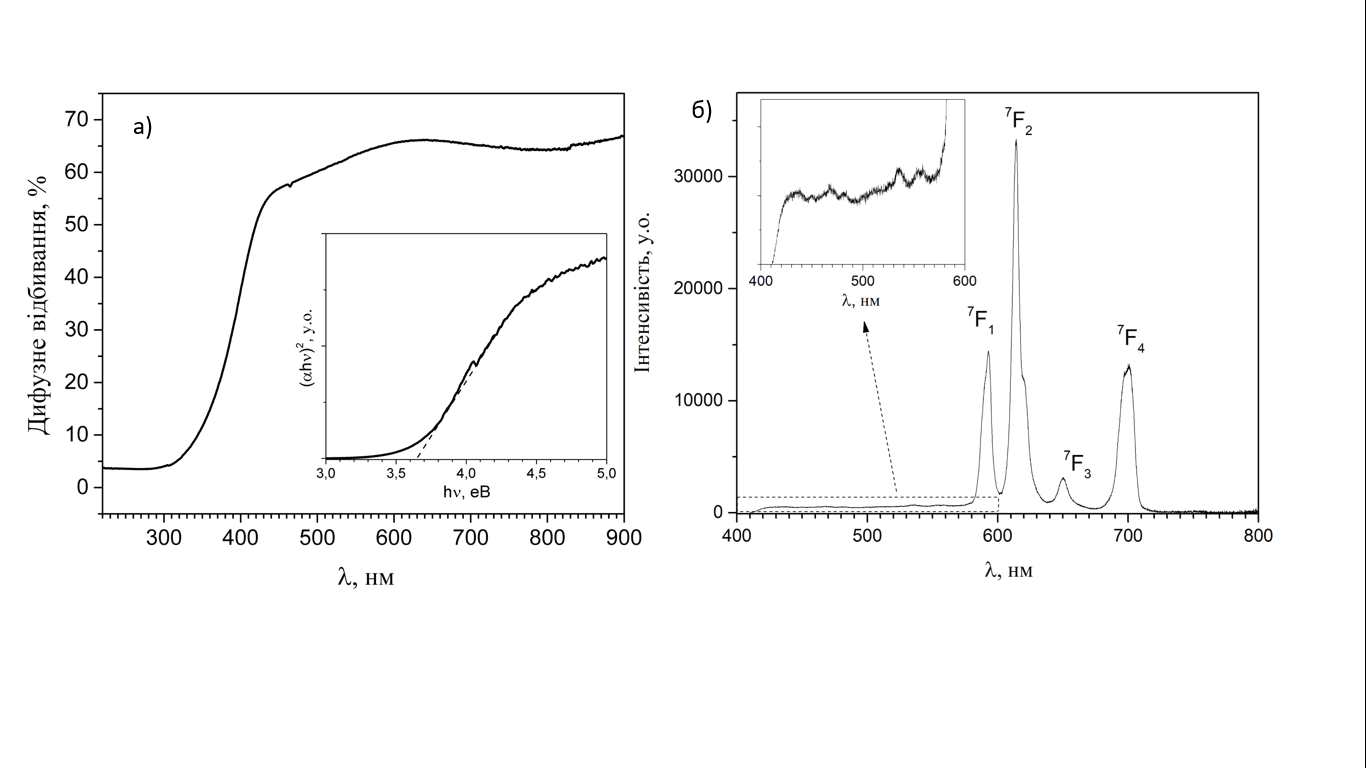 а)
Дифузне відбивання, %
70
60
50
40
30
20
10
0
300 400 500 600 700 800 900
λ, нм
(αhν)², у.о.
3,0 3,5 4,0 4,5 5,0
hν, еВ
б)
Інтенсивість, у.о.
30000
20000
10000
0
400 500 600 700 800
λ, нм
400 500 600
λ, нм
⁷F₁
⁷F₂
⁷F₃
⁷F₄